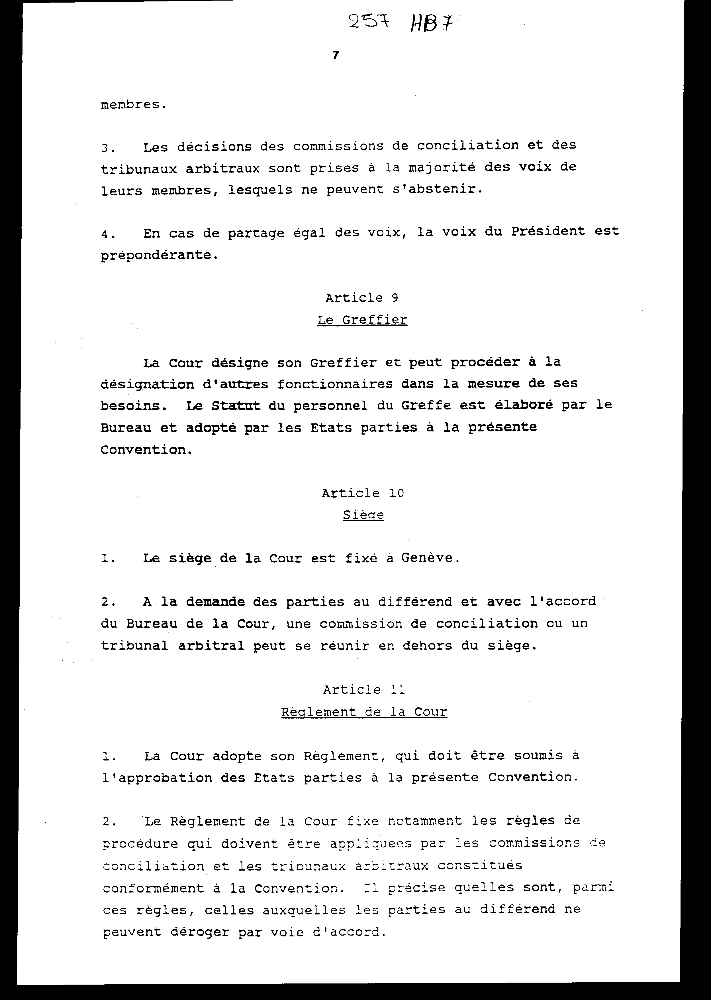 257 HB7
7
membres.
3. Les décisions des commissions de conciliation et des
tribunaux arbitraux sont prises à la majorité des voix de
leurs membres, lesquels ne peuvent s'abstenir.
4. En cas de partage égal des voix, la voix du Président est
prépondérante.
Article 9
Le Greffier
La Cour désigne son Greffier et peut procéder à la
désignation d'autres fonctionnaires dans la mesure de ses
besoins. Le Statut du personnel du Greffe est élaboré par le
Bureau et adopté par les Etats parties à la présente
Convention.
Article 10
Siège
1. Le siège de la Cour est fixé à Genève.
2. A la demande des parties au différend et avec l'accord
du Bureau de la Cour, une commission de conciliation ou un
tribunal arbitral peut se réunir en dehors du siège.
Article 11
Règlement de la Cour
1. La Cour adopte son Règlement, qui doit être soumis à
l'approbation des Etats parties à la présente Convention.
2. Le Règlement de la Cour fixe notamment les règles de
procédure qui doivent être appliquées par les commissions de
conciliation et les tribunaux arbitraux constitués
conformément à la Convention. Il précise quelles sont, parmi
ces règles, celles auxquelles les parties au différend ne
peuvent déroger par voie d'accord.